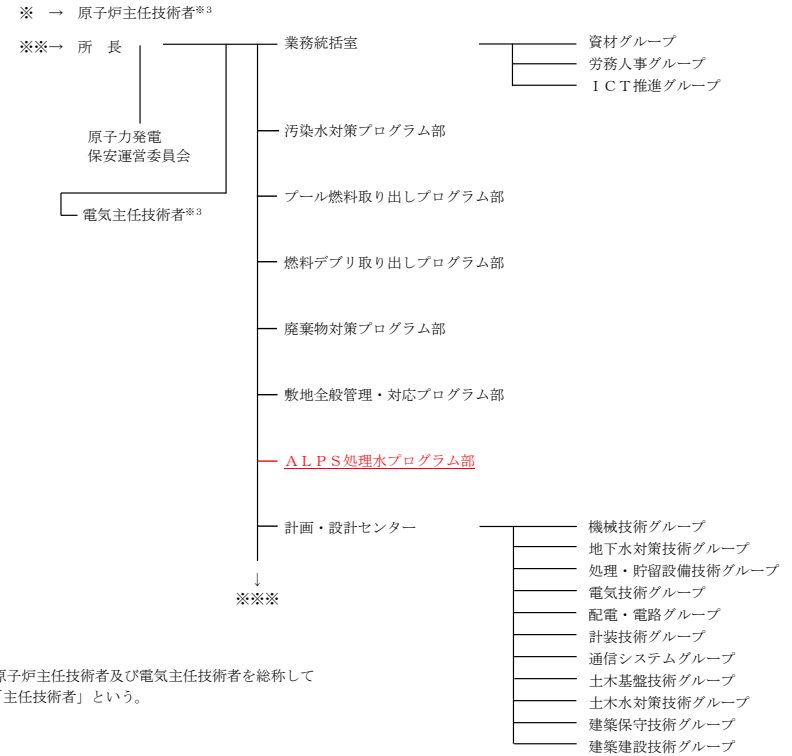 ※ → 原子炉主任技術者※3
※※→ 所 長
業務統括室
資材グループ
労務人事グループ
ＩＣＴ推進グループ
原子力発電
保安運営委員会
電気主任技術者※3
汚染水対策プログラム部
プール燃料取り出しプログラム部
燃料デブリ取り出しプログラム部
廃棄物対策プログラム部
敷地全般管理・対応プログラム部
ＡＬＰＳ処理水プログラム部
計画・設計センター
機械技術グループ
地下水対策技術グループ
処理・貯留設備技術グループ
電気技術グループ
配電・電路グループ
計装技術グループ
通信システムグループ
土木基盤技術グループ
土木水対策技術グループ
建築保守技術グループ
建築建設技術グループ
↓
※※※
原子炉主任技術者及び電気主任技術者を総称して
「主任技術者」という。